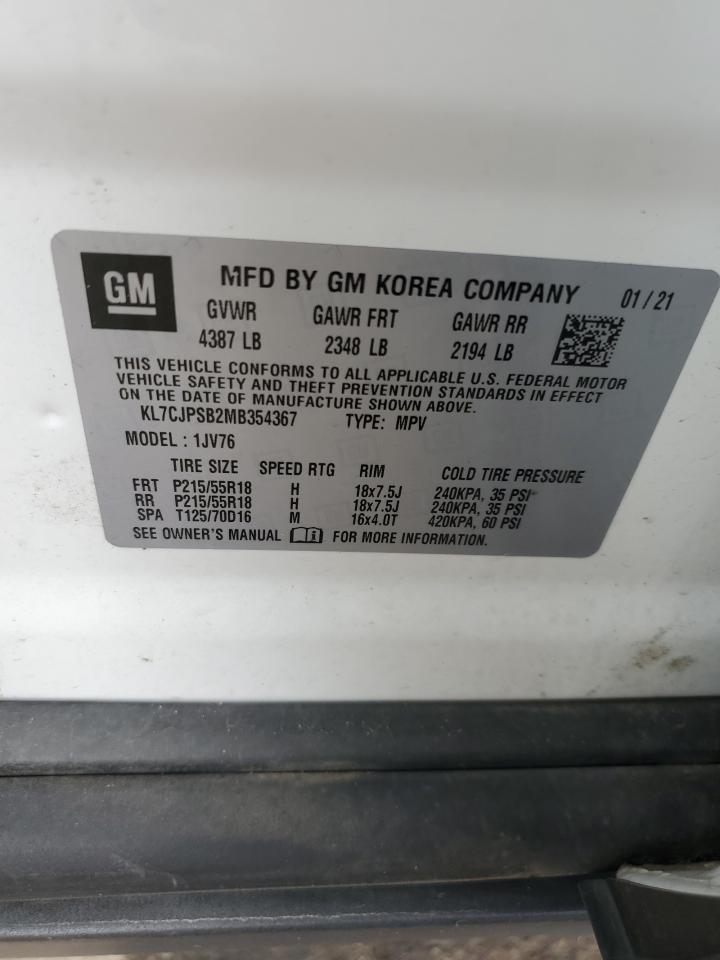 GM
MFD BY GM KOREA COMPANY 01/21
GVWR GAWR FRT GAWR RR
4387 LB 2348 LB 2194 LB
THIS VEHICLE CONFORMS TO ALL APPLICABLE U.S. FEDERAL MOTOR
VEHICLE SAFETY AND THEFT PREVENTION STANDARDS IN EFFECT
ON THE DATE OF MANUFACTURE SHOWN ABOVE.
KL7CJPSB2MB354367 TYPE: MPV
MODEL : 1JV76
TIRE SIZE SPEED RTG RIM COLD TIRE PRESSURE
FRT P215/55R18 H 18x7.5J 240KPA, 35 PSI
RR P215/55R18 H 18x7.5J 240KPA, 35 PSI
SPA T125/70D16 M 16x4.0T 420KPA, 60 PSI
SEE OWNER'S MANUAL FOR MORE INFORMATION.